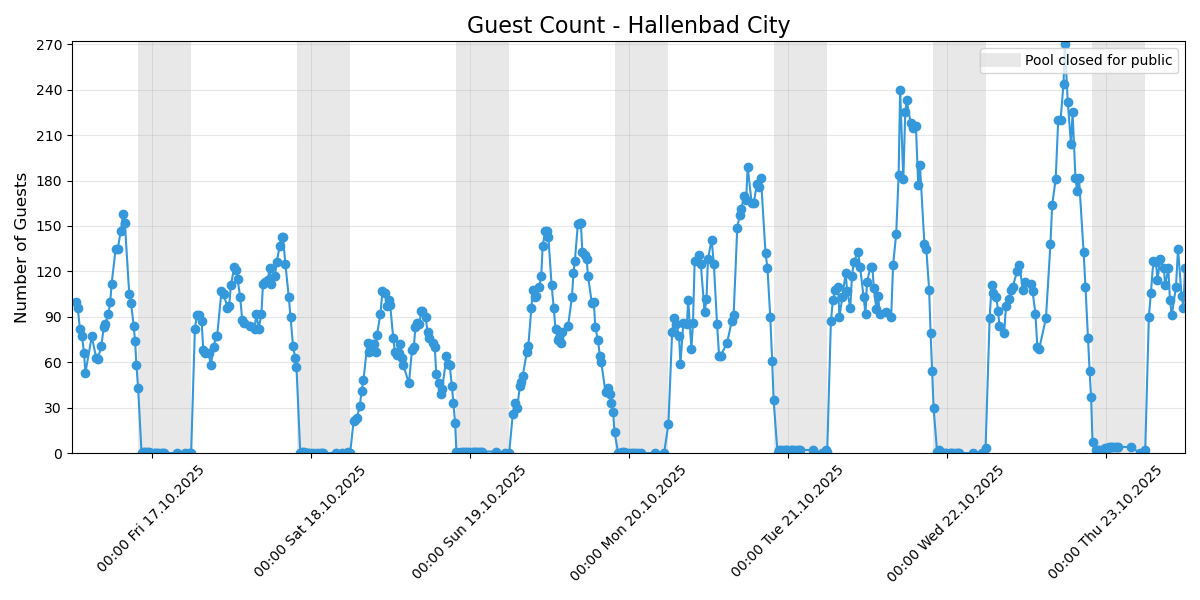 Guest Count - Hallenbad City
Number of Guests
270
240
210
180
150
120
90
60
30
0
Pool closed for public
00:00 Fri 17.10.2025
00:00 Sat 18.10.2025
00:00 Sun 19.10.2025
00:00 Mon 20.10.2025
00:00 Tue 21.10.2025
00:00 Wed 22.10.2025
00:00 Thu 23.10.2025